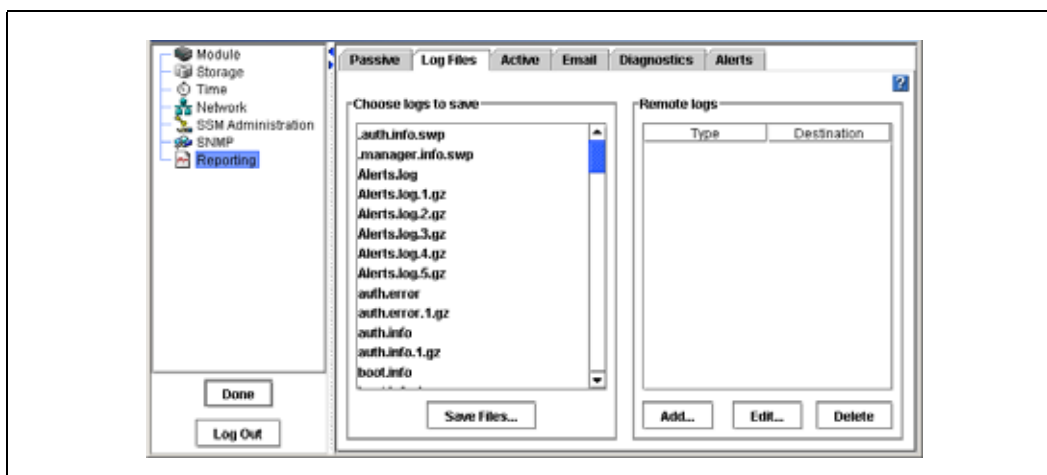 Module
Storage
Time
Network
SSM Administration
SNMP
Reporting
Done
Log Out
Passive Log Files Active Email Diagnostics Alerts
?
Choose logs to save
.auth.info.swp
.manager.info.swp
Alerts.log
Alerts.log.1.gz
Alerts.log.2.gz
Alerts.log.3.gz
Alerts.log.4.gz
Alerts.log.5.gz
auth.error
auth.error.1.gz
auth.info
auth.info.1.gz
boot.info
Save Files...
Remote logs
Type Destination
Add... Edit... Delete